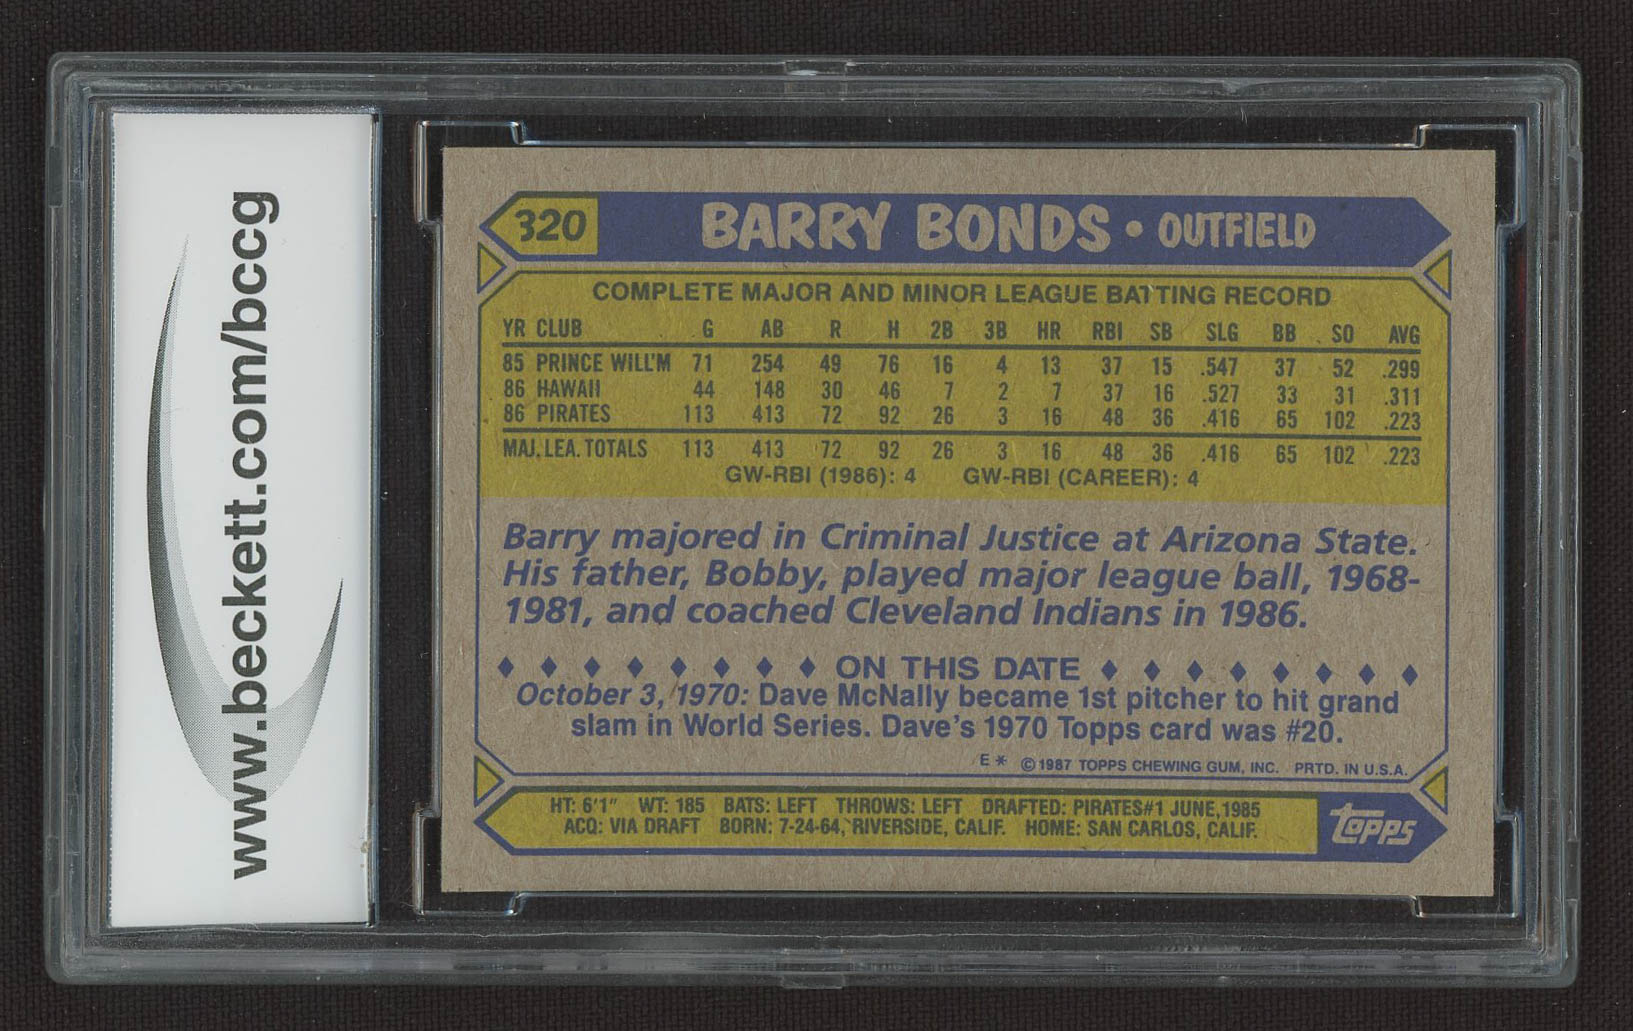 www.beckett.com/bccg
320 BARRY BONDS • OUTFIELD
COMPLETE MAJOR AND MINOR LEAGUE BATTING RECORD
YR CLUB G AB R H 2B 3B HR RBI SB SLG BB SO AVG
85 PRINCE WILL'M 71 254 49 76 16 4 13 37 15 .547 37 52 .299
86 HAWAII 44 148 30 46 7 2 7 37 16 .527 33 31 .311
86 PIRATES 113 413 72 92 26 3 16 48 36 .416 65 102 .223
MAJ. LEA. TOTALS 113 413 72 92 26 3 16 48 36 .416 65 102 .223
GW-RBI (1986): 4 GW-RBI (CAREER): 4
Barry majored in Criminal Justice at Arizona State.
His father, Bobby, played major league ball, 1968-
1981, and coached Cleveland Indians in 1986.
ON THIS DATE
October 3, 1970: Dave McNally became 1st pitcher to hit grand
slam in World Series. Dave's 1970 Topps card was #20.
E* © 1987 TOPPS CHEWING GUM, INC. PRTD. IN U.S.A.
HT: 6'1" WT: 185 BATS: LEFT THROWS: LEFT DRAFTED: PIRATES#1 JUNE, 1985
ACQ: VIA DRAFT BORN: 7-24-64, RIVERSIDE, CALIF. HOME: SAN CARLOS, CALIF.
TOPPS